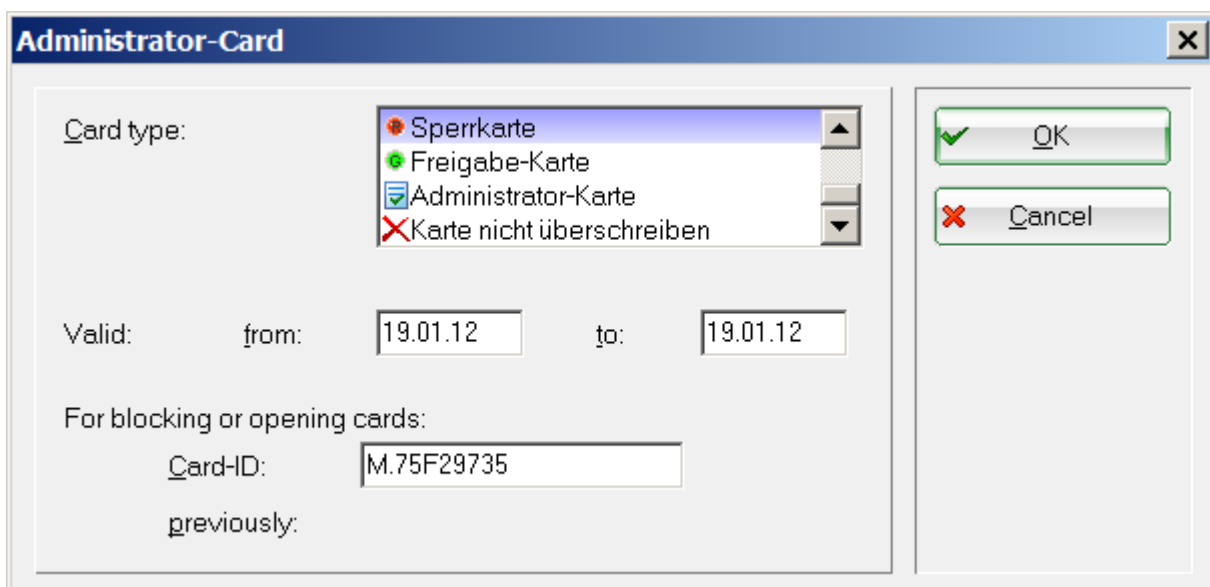 Administrator-Card
Card type:
Sperrkarte
Freigabe-Karte
Administrator-Karte
Karte nicht überschreiben
OK
Cancel
Valid: from: 19.01.12 to: 19.01.12
For blocking or opening cards:
Card-ID: M.75F29735
previously: